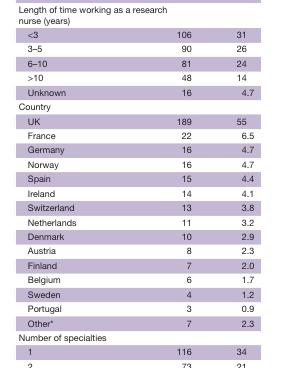 Length of time working as a research
nurse (years)
<3 106 31
3–5 90 26
6–10 81 24
>10 48 14
Unknown 16 4.7
Country
UK 189 55
France 22 6.5
Germany 16 4.7
Norway 16 4.7
Spain 15 4.4
Ireland 14 4.1
Switzerland 13 3.8
Netherlands 11 3.2
Denmark 10 2.9
Austria 8 2.3
Finland 7 2.0
Belgium 6 1.7
Sweden 4 1.2
Portugal 3 0.9
Other* 7 2.3
Number of specialties
1 116 34
2 73 21